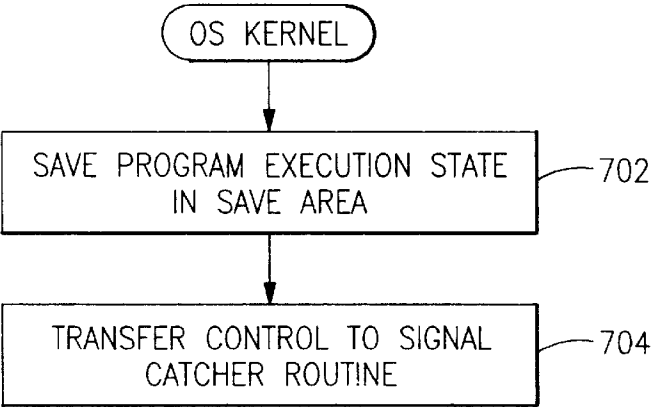 OS KERNEL
SAVE PROGRAM EXECUTION STATE
IN SAVE AREA
702
TRANSFER CONTROL TO SIGNAL
CATCHER ROUTINE
704